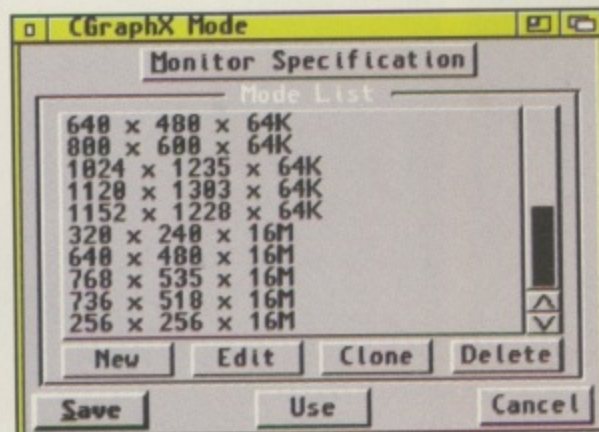 CGraphX Mode
Monitor Specification
Mode List
640 x 480 x 64K
800 x 600 x 64K
1024 x 1235 x 64K
1120 x 1303 x 64K
1152 x 1228 x 64K
320 x 240 x 16M
640 x 480 x 16M
768 x 535 x 16M
736 x 518 x 16M
256 x 256 x 16M
New Edit Clone Delete
Save Use Cancel